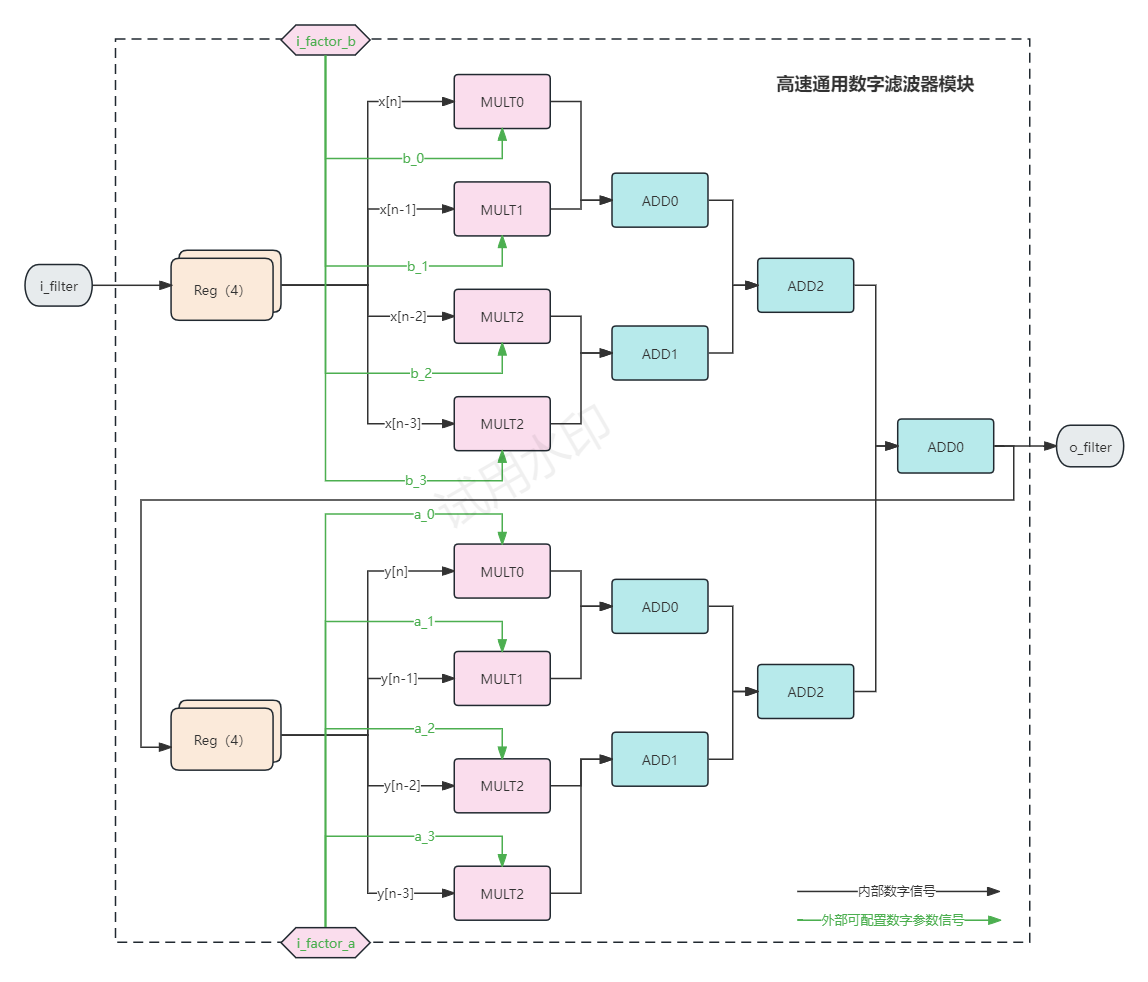 i_factor_b
高速通用数字滤波器模块
x[n]
MULT0
b_0
ADD0
x[n-1]
MULT1
b_1
i_filter
Reg（4）
ADD2
x[n-2]
MULT2
ADD1
b_2
x[n-3]
MULT2
b_3
ADD0
o_filter
试用水印
a_0
y[n]
MULT0
ADD0
a_1
y[n-1]
MULT1
ADD2
a_2
Reg（4）
ADD1
y[n-2]
MULT2
a_3
y[n-3]
MULT2
内部数字信号
外部可配置数字参数信号
i_factor_a